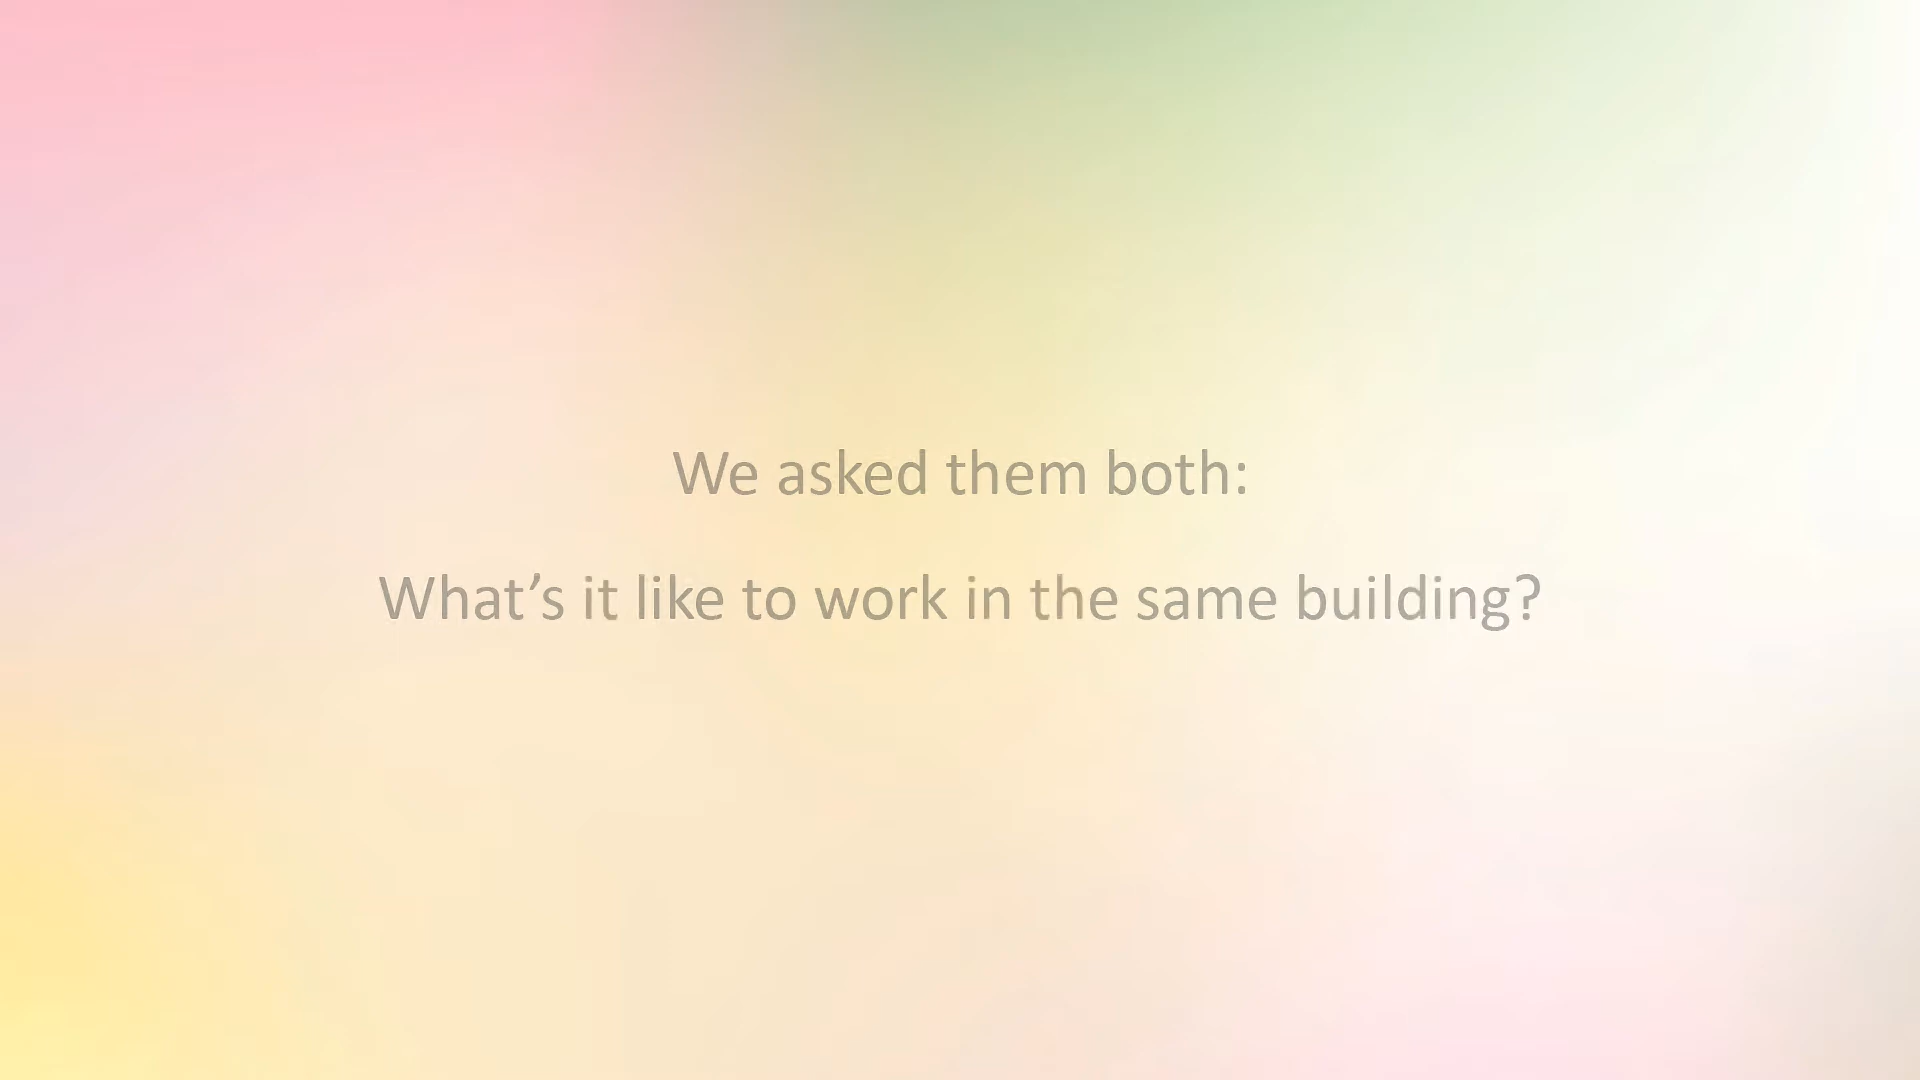 We asked them both:
What’s it like to work in the same building?